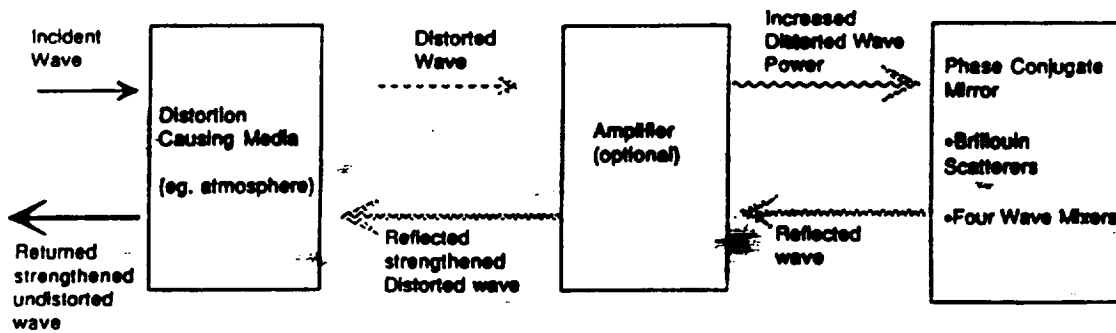 Incident
Wave
Distortion
Causing Media
(eg. atmosphere)
Distorted
Wave
Amplifier
(optional)
Increased
Distorted Wave
Power
Phase Conjugate
Mirror
•Brillouin
Scatterers
•Four Wave Mixers
Returned
strengthened
undistorted
wave
Reflected
strengthened
Distorted wave
Reflected
wave